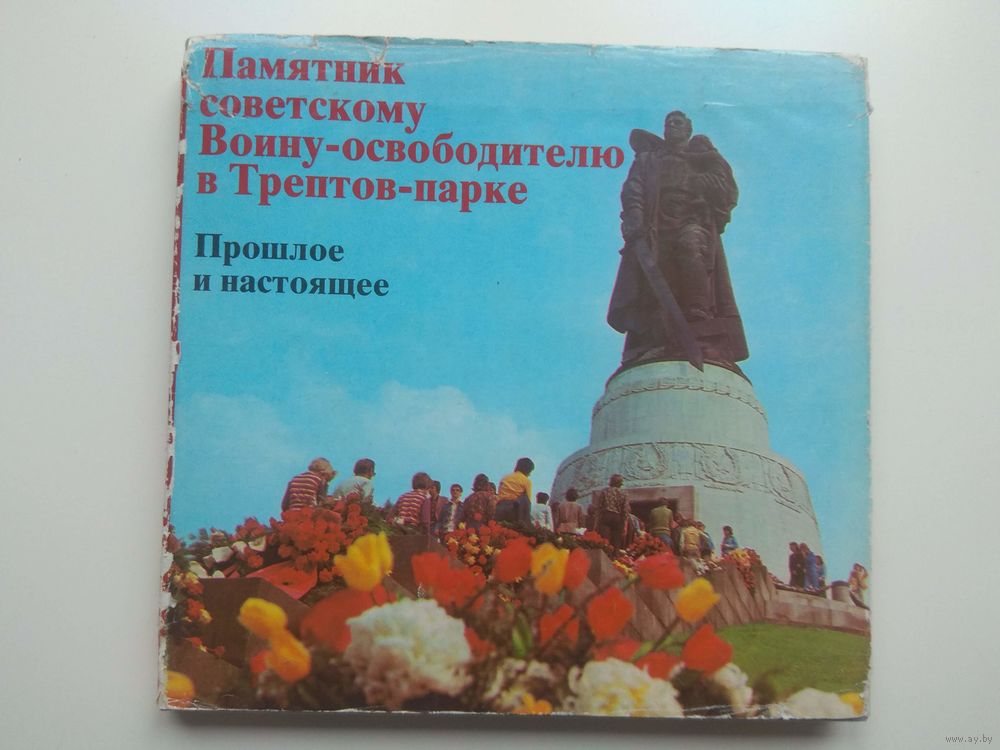 Памятник
советскому
Воину-освободителю
в Трептов-парке
Прошлое
и настоящее
www.ay.by